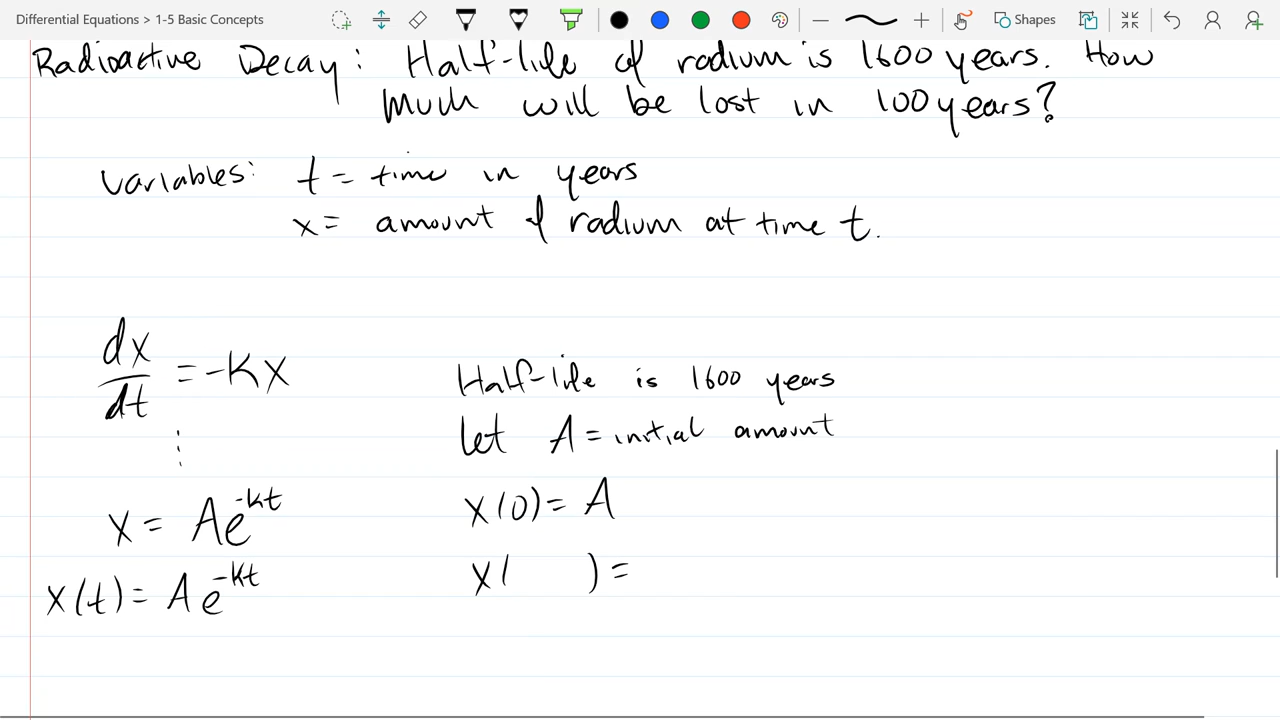 Differential Equations > 1-5 Basic Concepts
Shapes
Radioactive Decay: Half-life of radium is 1600 years. How
much will be lost in 100 years?
Variables: t = time in years
x = amount of radium at time t.
dx/dt = -Kx
⋮
Half-life is 1600 years
let A = initial amount
x = Ae^-Kt
x(0) = A
x(t) = Ae^-Kt
x( ) =